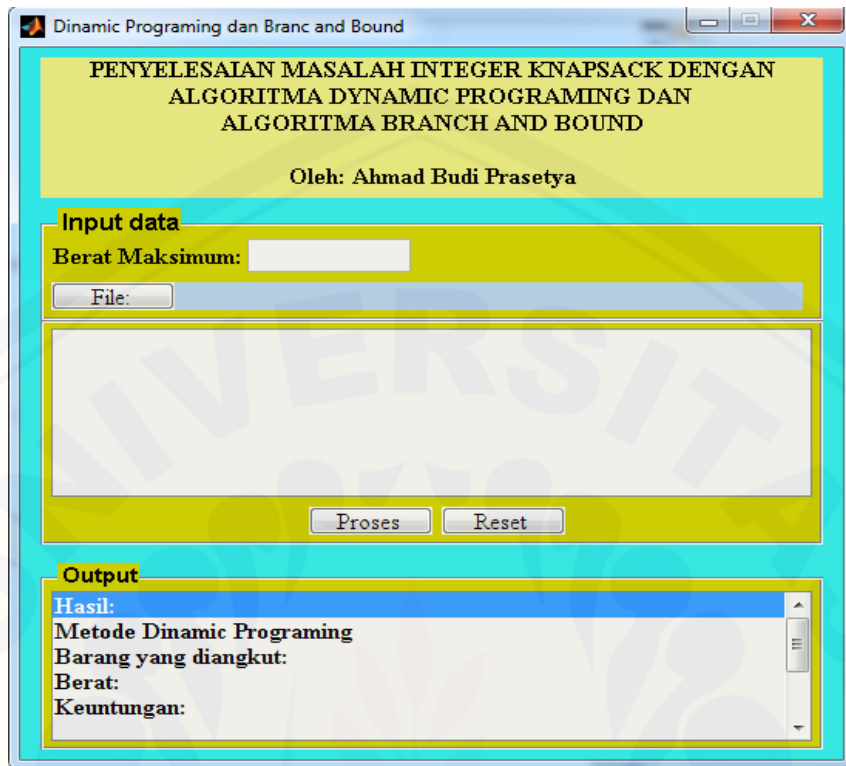 Dinamic Programing dan Branc and Bound
PENYELESAIAN MASALAH INTEGER KNAPSACK DENGAN
ALGORITMA DYNAMIC PROGRAMING DAN
ALGORITMA BRANCH AND BOUND
Oleh: Ahmad Budi Prasetya
Input data
Berat Maksimum:
File:
Proses Reset
Output
Hasil:
Metode Dinamic Programing
Barang yang diangkut:
Berat:
Keuntungan: